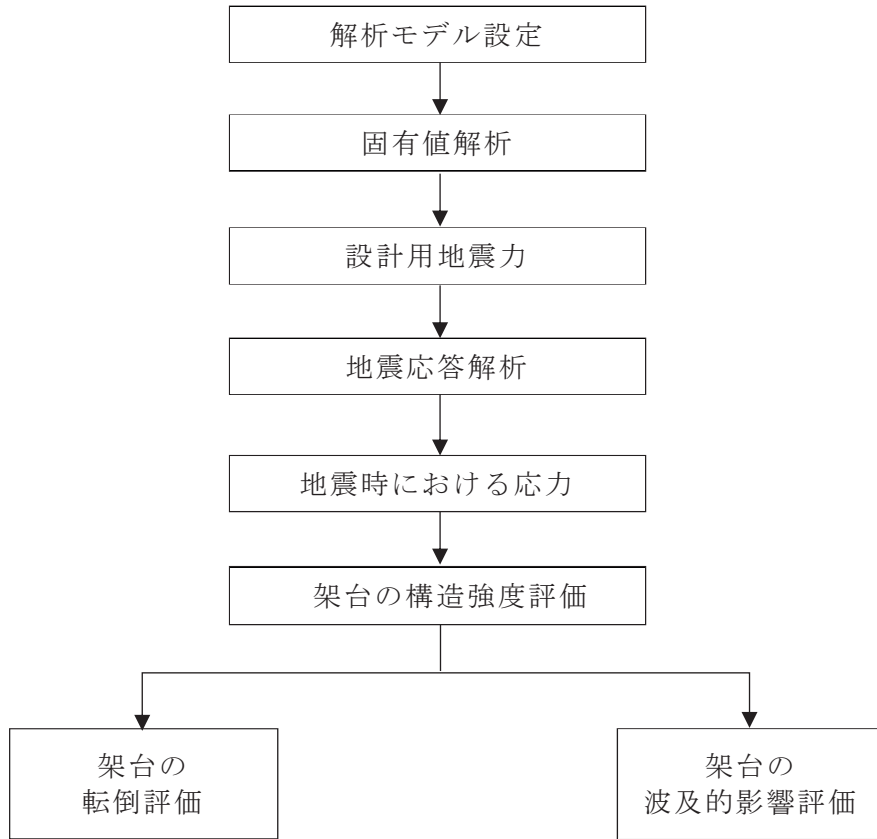 解析モデル設定
固有値解析
設計用地震力
地震応答解析
地震時における応力
架台の構造強度評価
架台の
転倒評価
架台の
波及的影響評価